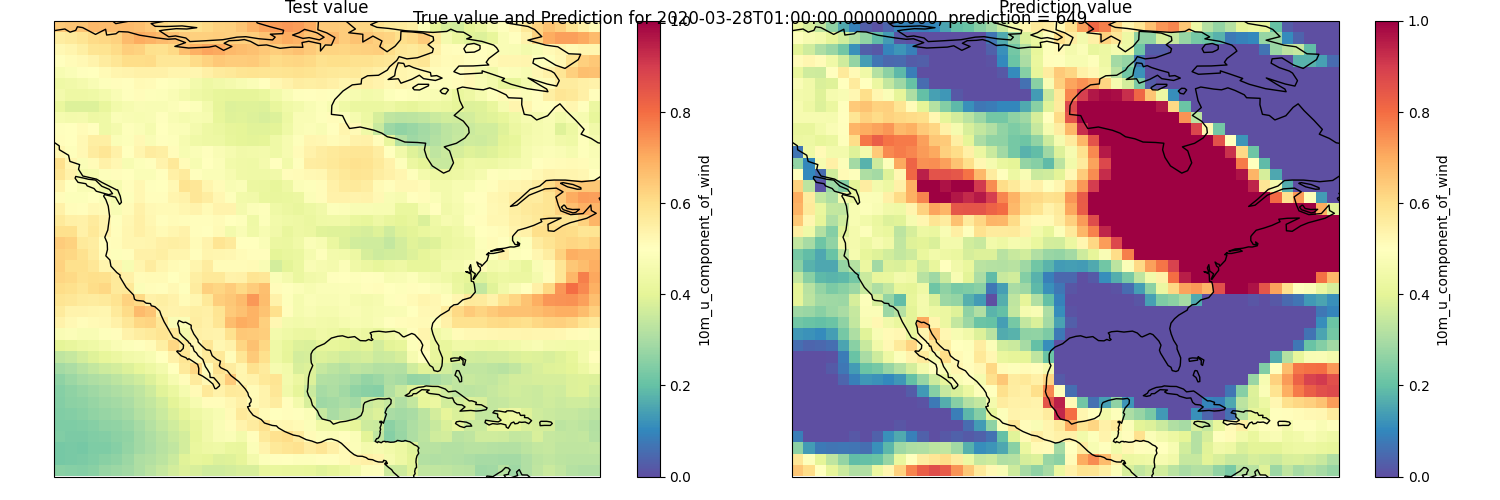 Test value
Prediction value
True value and Prediction for 2020-03-28T01:00:00.000000000, prediction = 649
1.0
0.8
0.6
0.4
0.2
0.0
10m_u_component_of_wind
1.0
0.8
0.6
0.4
0.2
0.0
10m_u_component_of_wind